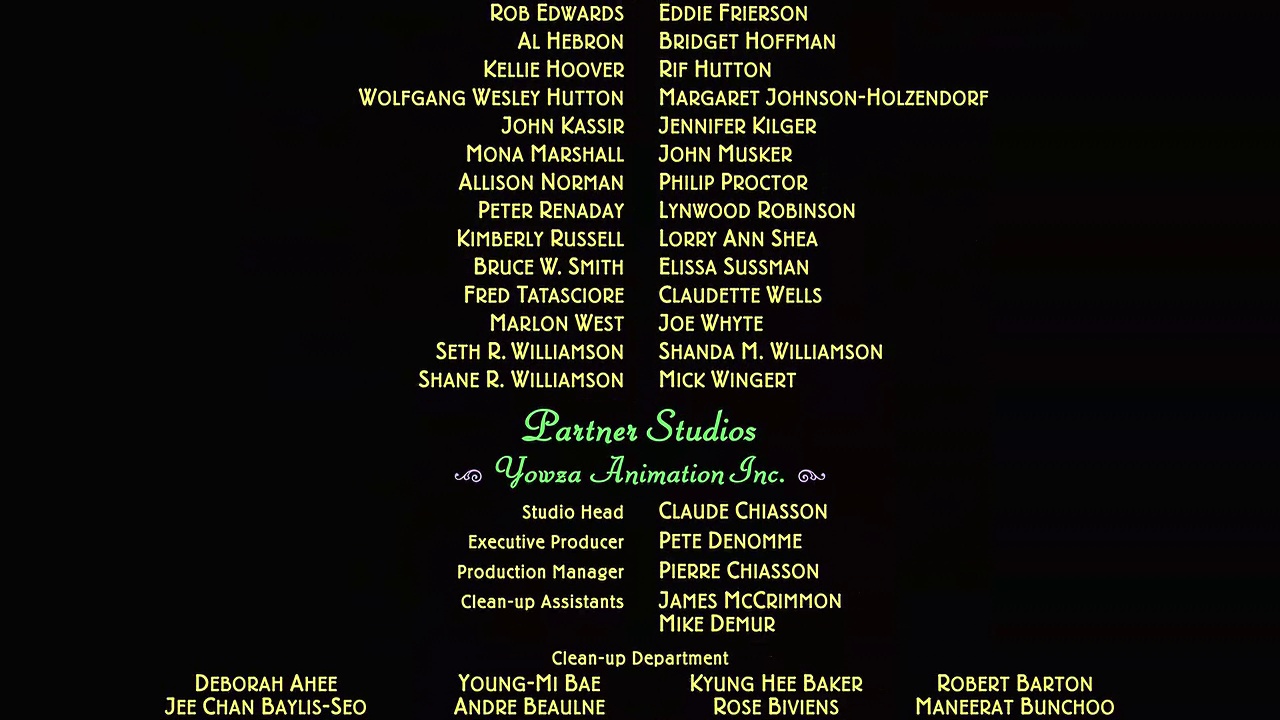 Rob Edwards Eddie Frierson
Al Hebron Bridget Hoffman
Kellie Hoover Rif Hutton
Wolfgang Wesley Hutton Margaret Johnson-Holzendorf
John Kassir Jennifer Kilger
Mona Marshall John Musker
Allison Norman Philip Proctor
Peter Renaday Lynwood Robinson
Kimberly Russell Lorry Ann Shea
Bruce W. Smith Elissa Sussman
Fred Tatasciore Claudette Wells
Marlon West Joe Whyte
Seth R. Williamson Shanda M. Williamson
Shane R. Williamson Mick Wingert
Partner Studios
Yowza Animation Inc.
Studio Head Claude Chiasson
Executive Producer Pete Denomme
Production Manager Pierre Chiasson
Clean-up Assistants James McCrimmon
Mike Demur
Clean-up Department
Deborah Ahee Young-Mi Bae Kyung Hee Baker Robert Barton
Jee Chan Baylis-Seo Andre Beaulne Rose Biviens Maneerat Bunchoo